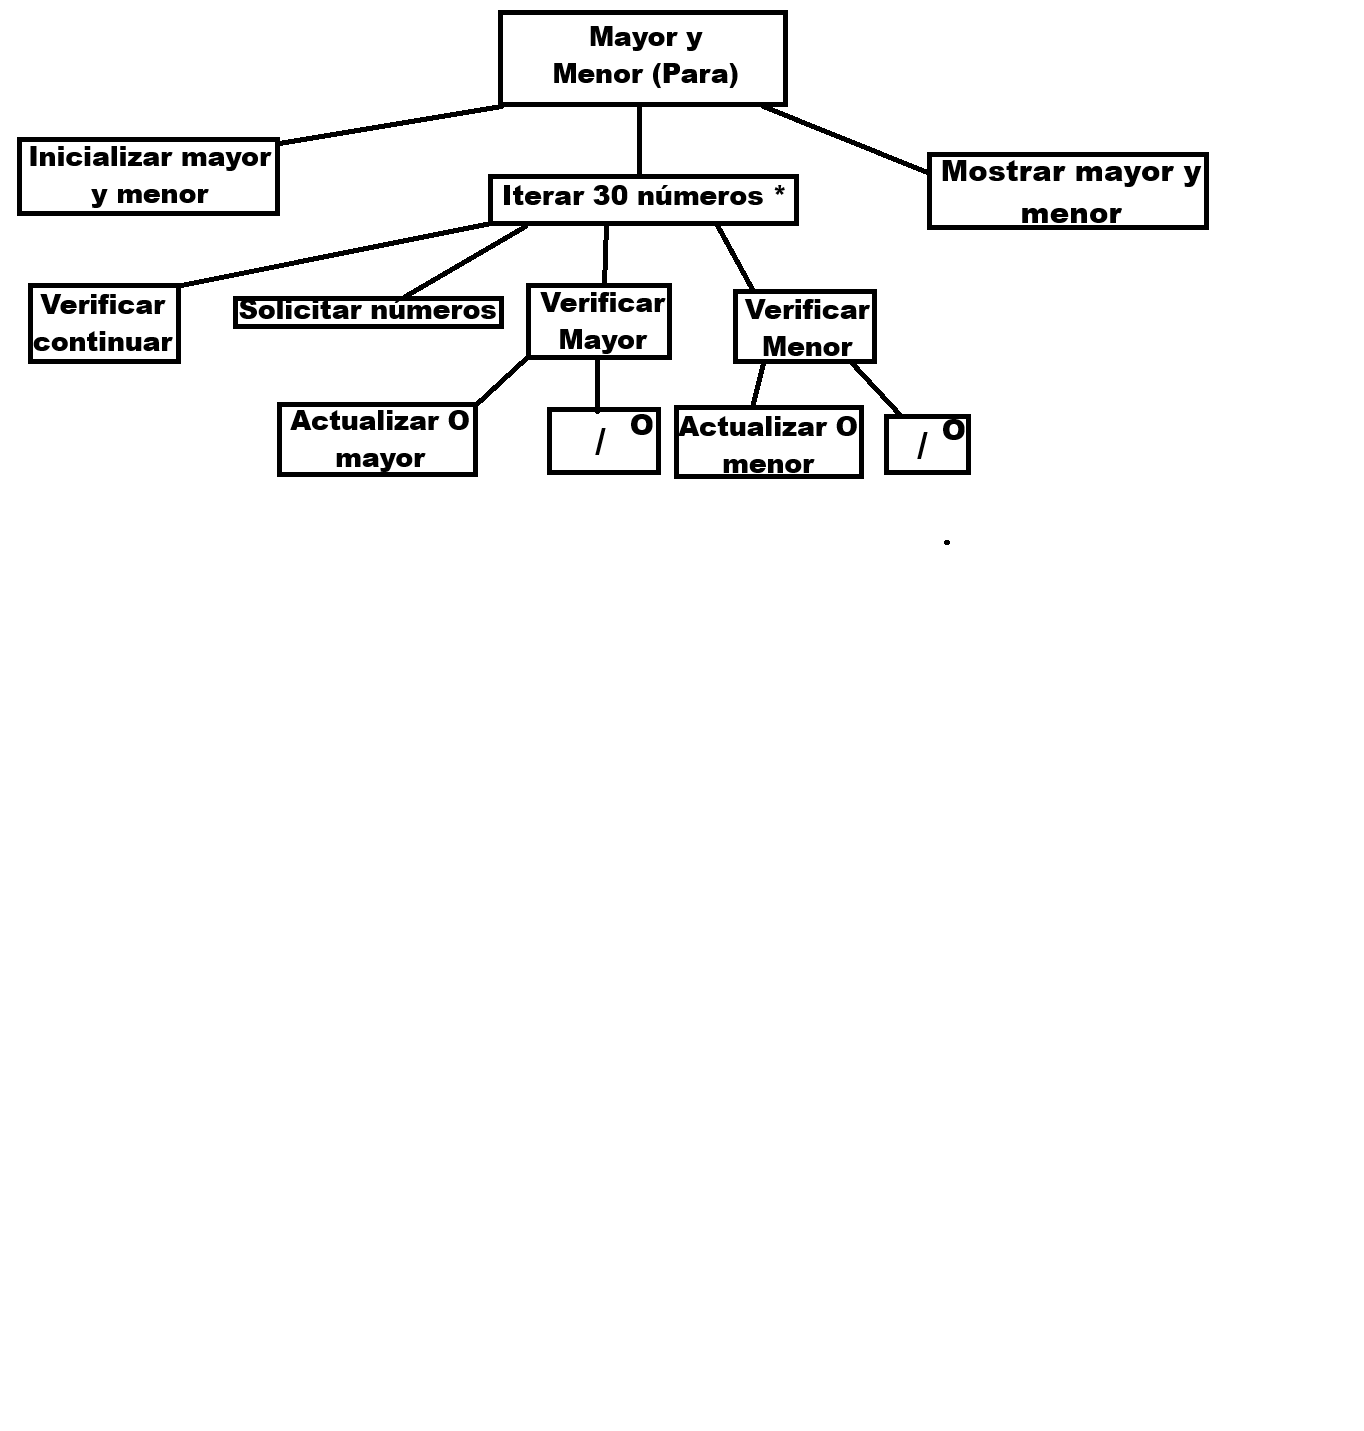 Mayor y
Menor (Para)
Inicializar mayor
y menor
Iterar 30 números *
Mostrar mayor y
menor
Verificar
continuar
Solicitar números
Verificar
Mayor
Verificar
Menor
Actualizar O
mayor
O
/
Actualizar O
menor
O
/